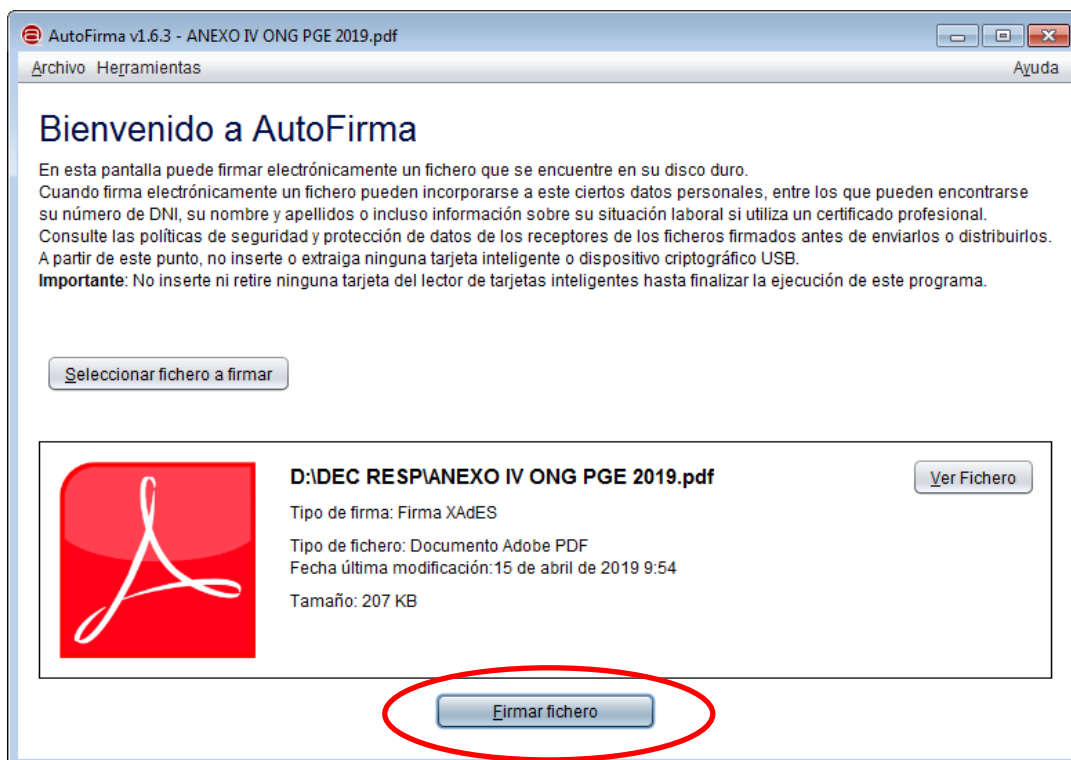 AutoFirma v1.6.3 - ANEXO IV ONG PGE 2019.pdf
Archivo Herramientas Ayuda
Bienvenido a AutoFirma
En esta pantalla puede firmar electrónicamente un fichero que se encuentre en su disco duro.
Cuando firma electrónicamente un fichero pueden incorporarse a este ciertos datos personales, entre los que pueden encontrarse
su número de DNI, su nombre y apellidos o incluso información sobre su situación laboral si utiliza un certificado profesional.
Consulte las políticas de seguridad y protección de datos de los receptores de los ficheros firmados antes de enviarlos o distribuirlos.
A partir de este punto, no inserte o extraiga ninguna tarjeta inteligente o dispositivo criptográfico USB.
Importante: No inserte ni retire ninguna tarjeta del lector de tarjetas inteligentes hasta finalizar la ejecución de este programa.
Seleccionar fichero a firmar
D:\DEC RESP\ANEXO IV ONG PGE 2019.pdf
Ver Fichero
Tipo de firma: Firma XAdES
Tipo de fichero: Documento Adobe PDF
Fecha última modificación:15 de abril de 2019 9:54
Tamaño: 207 KB
Firmar fichero